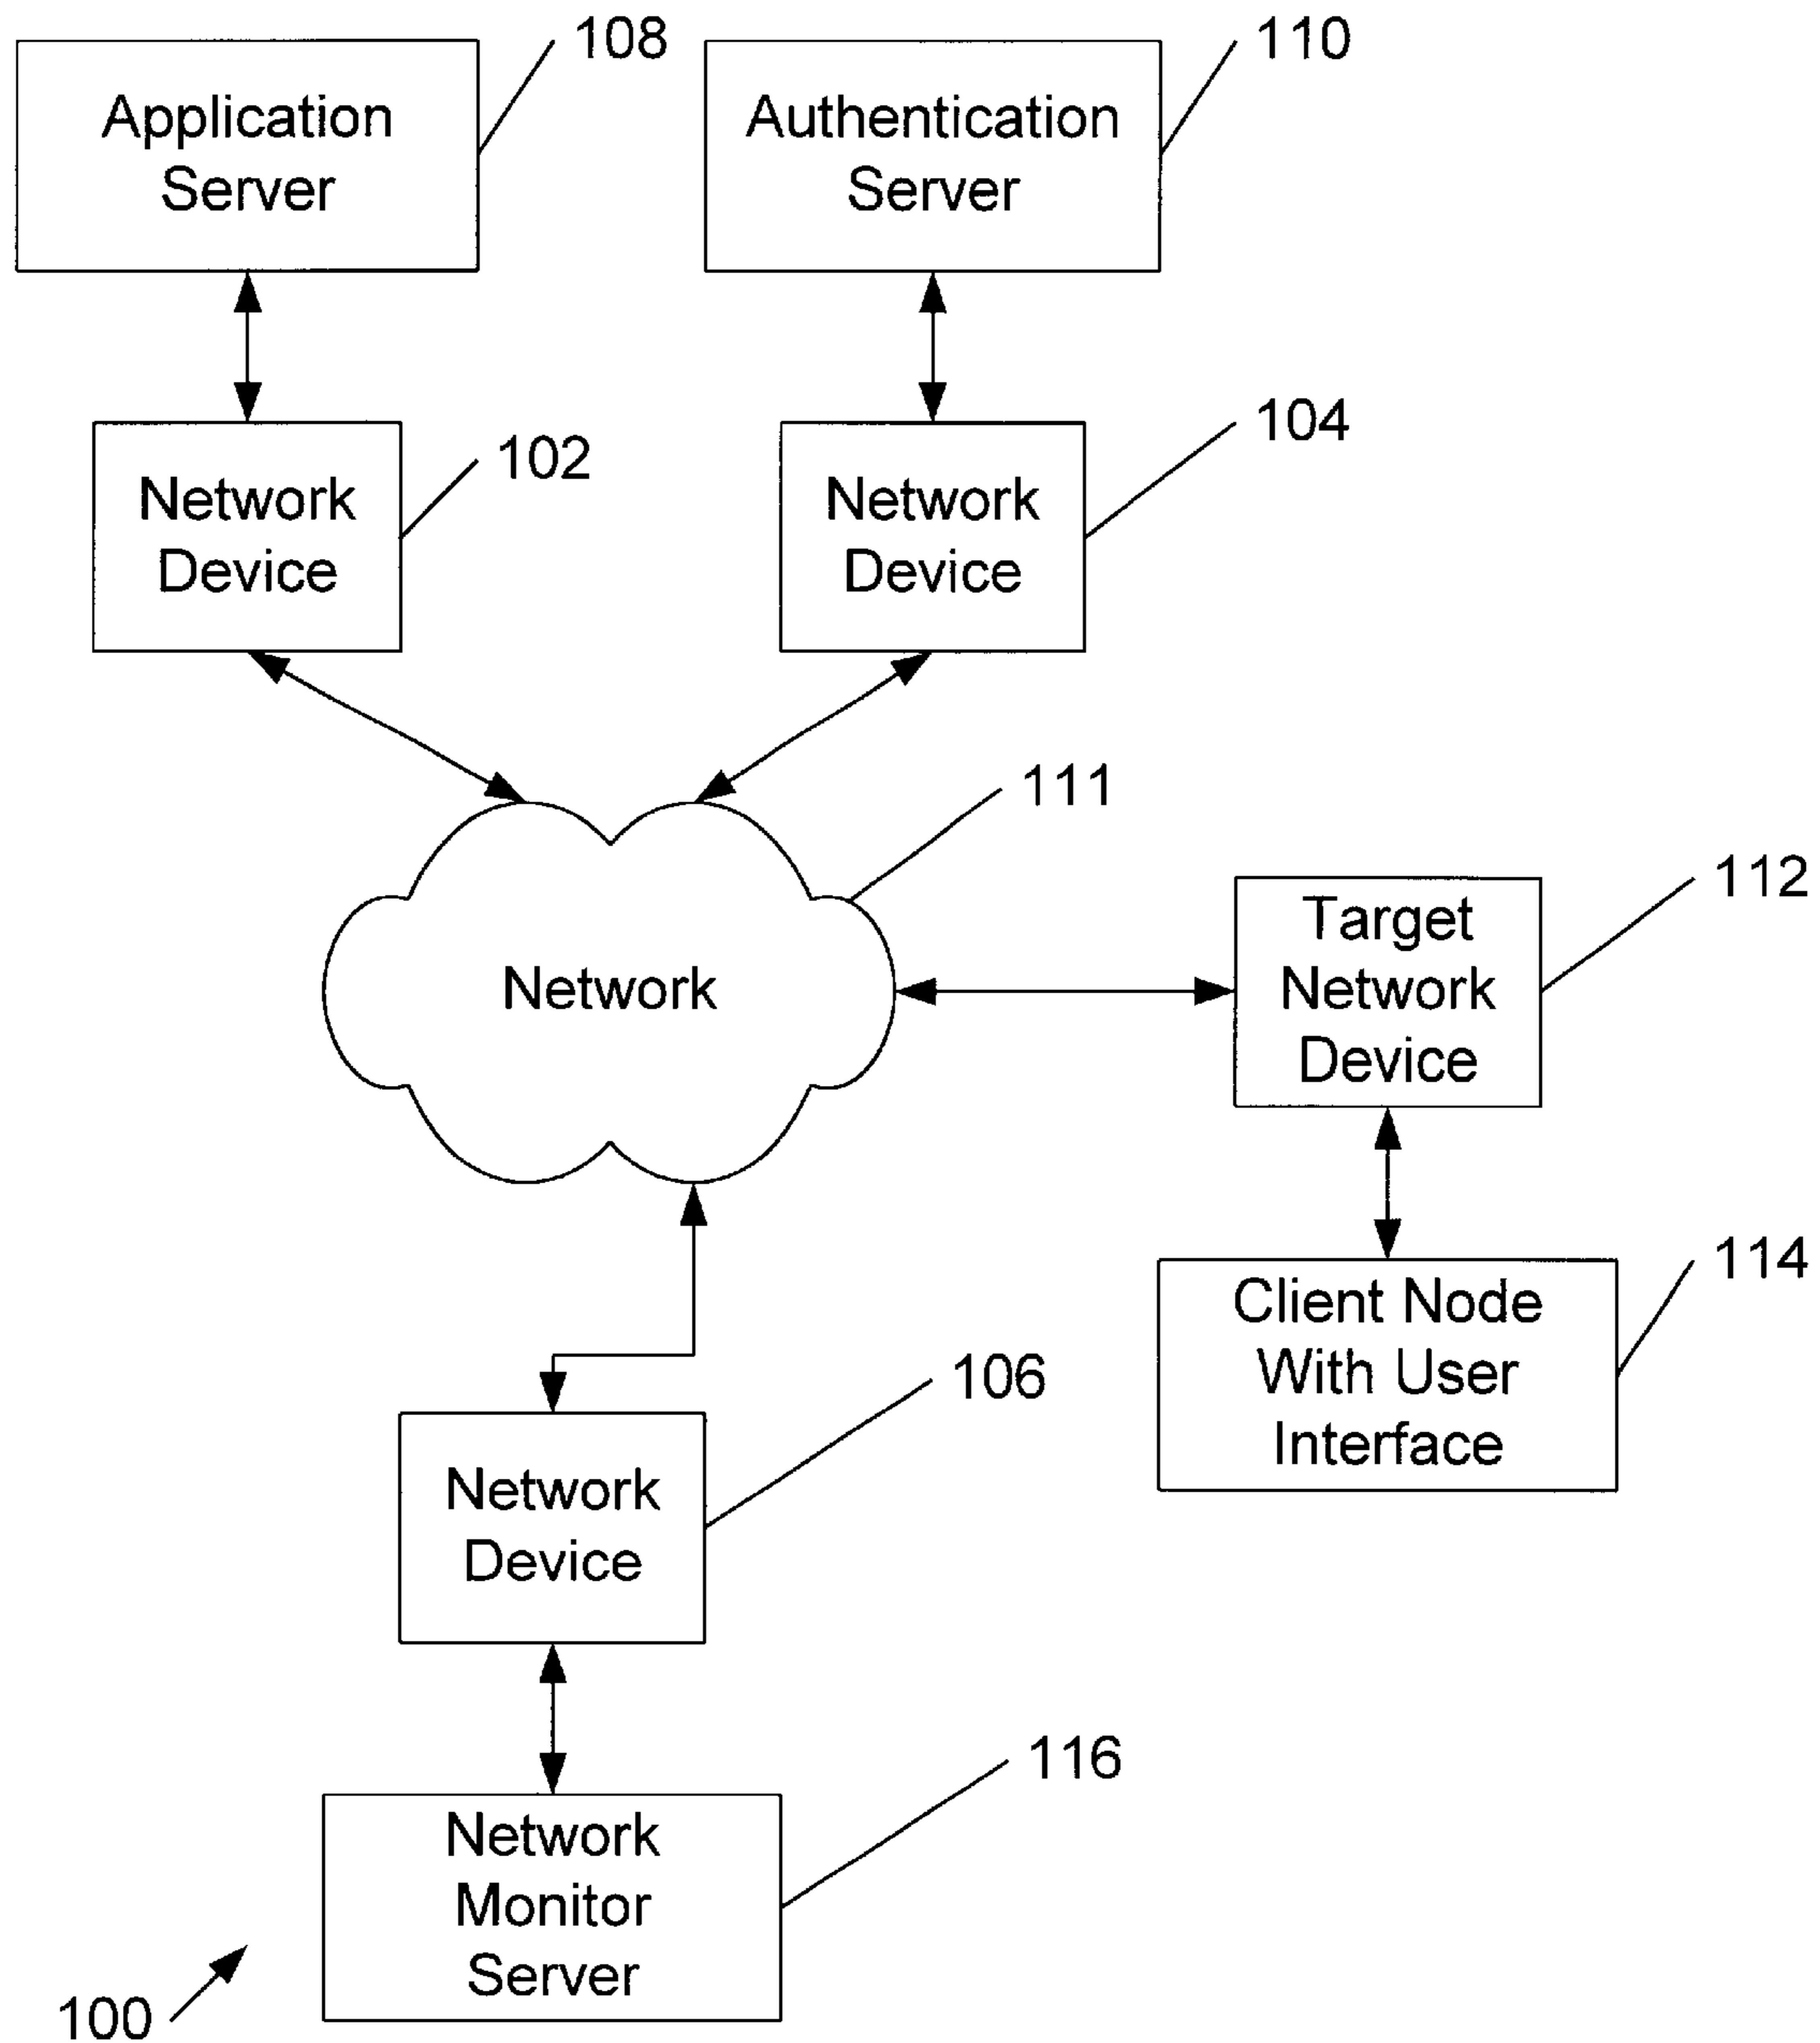 108
110
Application
Server
Authentication
Server
102
104
Network
Device
Network
Device
111
112
Network
Target
Network
Device
114
Client Node
With User
Interface
106
Network
Device
116
Network
Monitor
Server
100